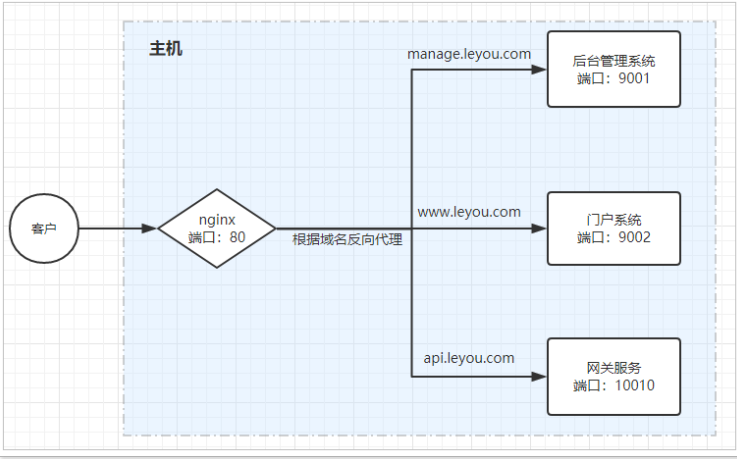 主机
manage.leyou.com
后台管理系统
端口：9001
客户
nginx
端口：80
根据域名反向代理
www.leyou.com
门户系统
端口：9002
api.leyou.com
网关服务
端口：10010